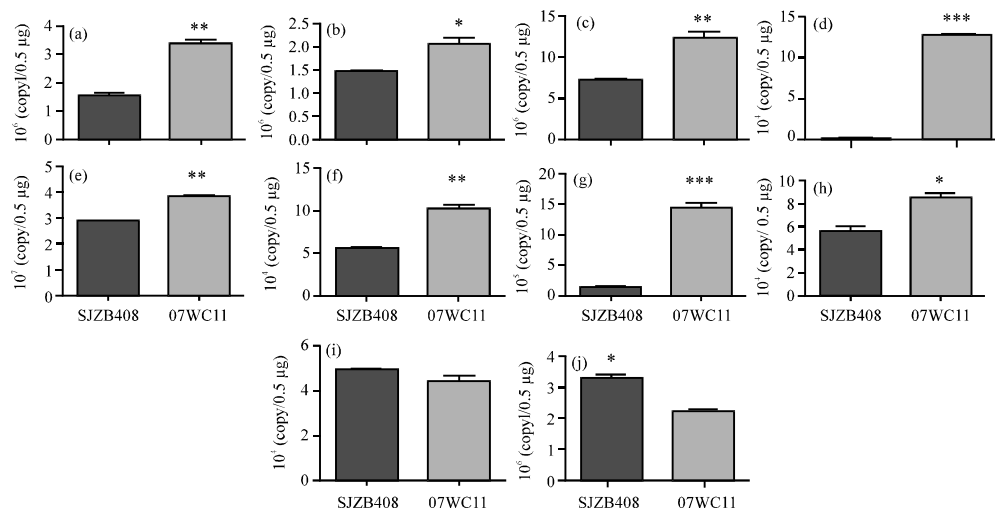 (a) 10⁶ (copyl/0.5 µg) 4 3 2 1 0 **
(b) 10⁶ (copy/0.5 µg) 2.5 2.0 1.5 1.0 0.5 0.0 *
(c) 10⁶ (copy/0.5 µg) 15 10 5 0 **
(d) 10⁴ (copy/0.5 µg) 15 10 5 0 ***
(e) 10⁷ (copy/0.5 µg) 5 4 3 2 1 0 **
SJZB408 07WC11
(f) 10⁴ (copy/0.5 µg) 15 10 5 0 **
SJZB408 07WC11
(g) 10⁵ (copy/0.5 µg) 20 15 10 5 0 ***
SJZB408 07WC11
(h) 10⁴ (copy/ 0.5 µg) 10 8 6 4 2 0 *
SJZB408 07WC11
(i) 10⁴ (copy/0.5 µg) 6 4 2 0
SJZB408 07WC11
(j) 10⁶ (copyl/0.5 µg) 4 3 2 1 0 *
SJZB408 07WC11